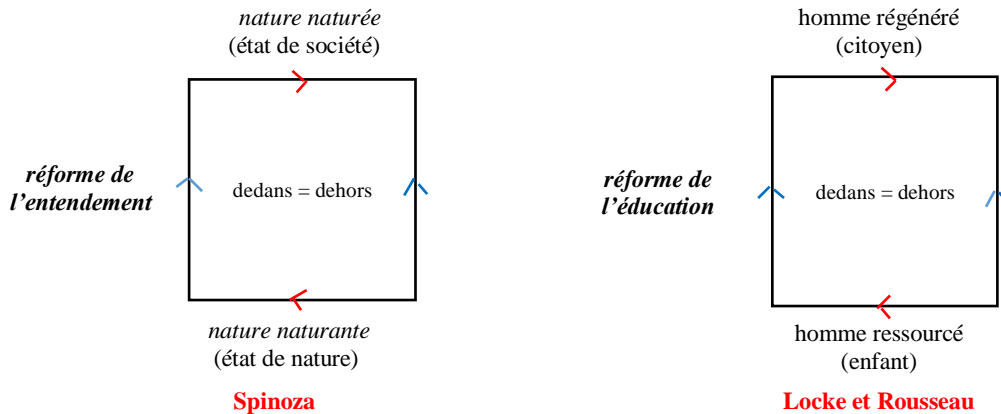 nature naturée
(état de société)
réforme de
l'entendement
dedans = dehors
nature naturante
(état de nature)
Spinoza
homme régénéré
(citoyen)
réforme de
l'éducation
dedans = dehors
homme ressourcé
(enfant)
Locke et Rousseau